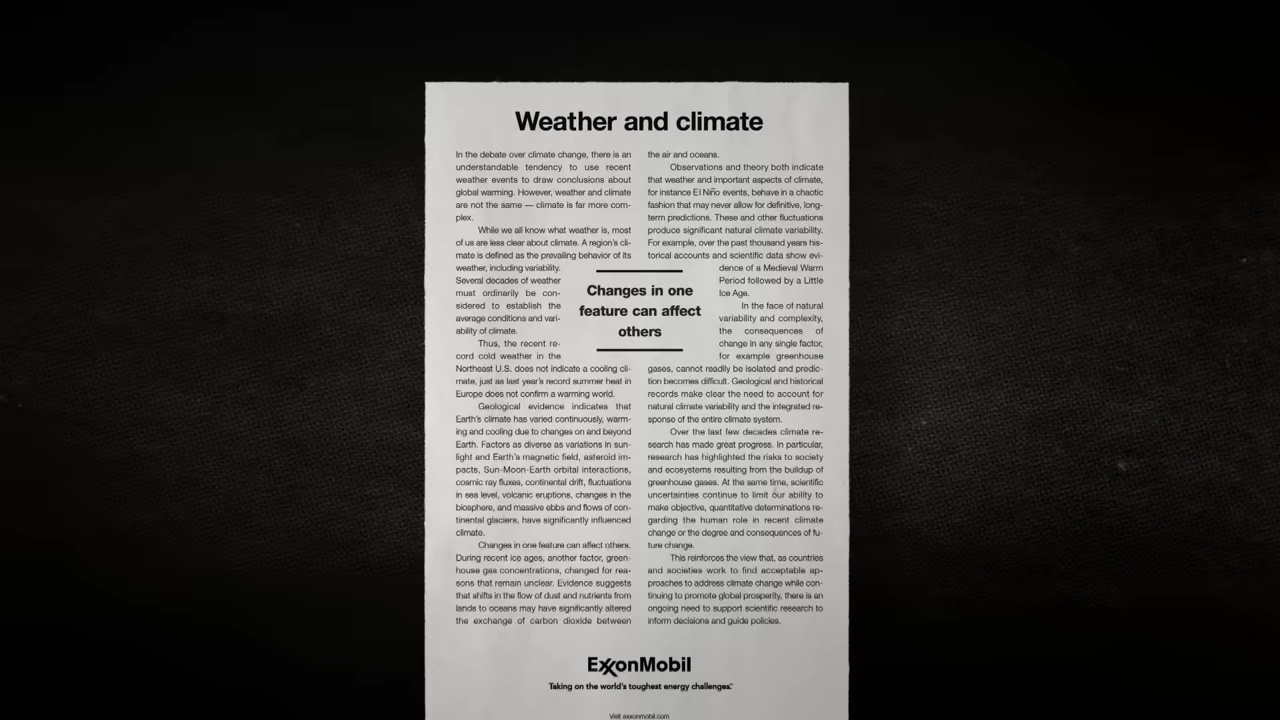 Weather and climate
In the debate over climate change, there is an
understandable tendency to use recent
weather events to draw conclusions about
global warming. However, weather and climate
are not the same — climate is far more com-
plex.
While we all know what weather is, most
of us are less clear about climate. A region's cli-
mate is defined as the prevailing behavior of its
weather, including variability.
Several decades of weather
must ordinarily be con-
sidered to establish the
average conditions and vari-
ability of climate.
Thus, the recent re-
cord cold weather in the
Northeast U.S. does not indicate a cooling cli-
mate, just as last year's record summer heat in
Europe does not confirm a warming world.
Geological evidence indicates that
Earth's climate has varied continuously, warm-
ing and cooling due to changes on and beyond
Earth. Factors as diverse as variations in sun-
light and Earth's magnetic field, asteroid im-
pacts, Sun-Moon-Earth orbital interactions,
cosmic ray fluxes, continental drift, fluctuations
in sea level, volcanic eruptions, changes in the
biosphere, and massive ebbs and flows of con-
tinental glaciers, have significantly influenced
climate.
Changes in one feature can affect others.
During recent ice ages, another factor, green-
house gas concentrations, changed for rea-
sons that remain unclear. Evidence suggests
that shifts in the flow of dust and nutrients from
lands to oceans may have significantly altered
the exchange of carbon dioxide between
Changes in one
feature can affect
others
the air and oceans.
Observations and theory both indicate
that weather and important aspects of climate,
for instance El Niño events, behave in a chaotic
fashion that may never allow for definitive, long-
term predictions. These and other fluctuations
produce significant natural climate variability.
For example, over the past thousand years his-
torical accounts and scientific data show evi-
dence of a Medieval Warm
Period followed by a Little
Ice Age.
In the face of natural
variability and complexity,
the consequences of
change in any single factor,
for example greenhouse
gases, cannot readily be isolated and predic-
tion becomes difficult. Geological and historical
records make clear the need to account for
natural climate variability and the integrated re-
sponse of the entire climate system.
Over the last few decades climate re-
search has made great progress. In particular,
research has highlighted the risks to society
and ecosystems resulting from the buildup of
greenhouse gases. At the same time, scientific
uncertainties continue to limit our ability to
make objective, quantitative determinations re-
garding the human role in recent climate
change or the degree and consequences of fu-
ture change.
This reinforces the view that, as countries
and societies work to find acceptable ap-
proaches to address climate change while con-
tinuing to promote global prosperity, there is an
ongoing need to support scientific research to
inform decisions and guide policies.
ExxonMobil
Taking on the world's toughest energy challenges.™
Visit exxonmobil.com